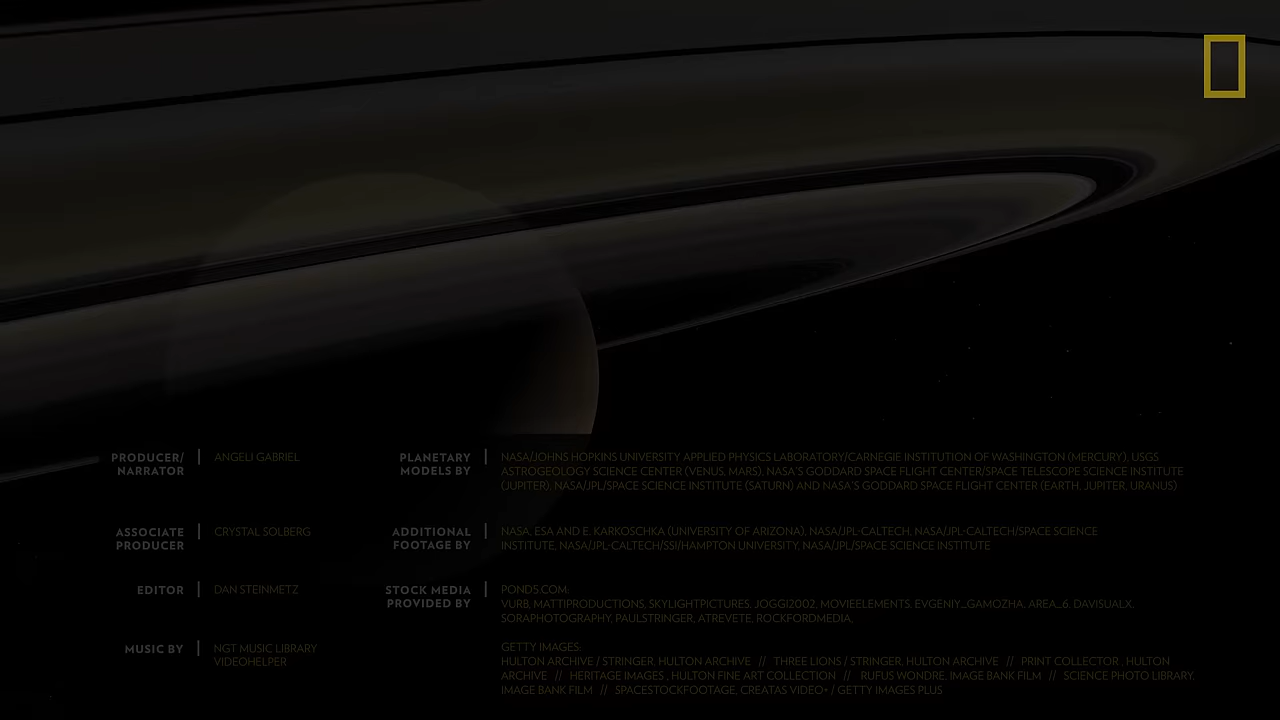 PRODUCER/
NARRATOR
ANGELI GABRIEL
PLANETARY
MODELS BY
NASA/JOHNS HOPKINS UNIVERSITY APPLIED PHYSICS LABORATORY/CARNEGIE INSTITUTION OF WASHINGTON (MERCURY), USGS
ASTROGEOLOGY SCIENCE CENTER (VENUS, MARS), NASA'S GODDARD SPACE FLIGHT CENTER/SPACE TELESCOPE SCIENCE INSTITUTE
(JUPITER), NASA/JPL/SPACE SCIENCE INSTITUTE (SATURN) AND NASA'S GODDARD SPACE FLIGHT CENTER (EARTH, JUPITER, URANUS)
ASSOCIATE
PRODUCER
CRYSTAL SOLBERG
ADDITIONAL
FOOTAGE BY
NASA, ESA AND E. KARKOSCHKA (UNIVERSITY OF ARIZONA), NASA/JPL-CALTECH, NASA/JPL-CALTECH/SPACE SCIENCE
INSTITUTE, NASA/JPL-CALTECH/SSI/HAMPTON UNIVERSITY, NASA/JPL/SPACE SCIENCE INSTITUTE
EDITOR
DAN STEINMETZ
STOCK MEDIA
PROVIDED BY
POND5.COM:
VURB, MATTIPRODUCTIONS, SKYLIGHTPICTURES, JOGGI2002, MOVIEELEMENTS, EVGENIY_GAMOZHA, AREA_6, DAVISUALX,
SORAPHOTOGRAPHY, PAULSTRINGER, ATREVETE, ROCKFORDMEDIA,
MUSIC BY
NGT MUSIC LIBRARY
VIDEOHELPER
GETTY IMAGES:
HULTON ARCHIVE / STRINGER, HULTON ARCHIVE // THREE LIONS / STRINGER, HULTON ARCHIVE // PRINT COLLECTOR , HULTON
ARCHIVE // HERITAGE IMAGES , HULTON FINE ART COLLECTION // RUFUS WONDRE, IMAGE BANK FILM // SCIENCE PHOTO LIBRARY,
IMAGE BANK FILM // SPACESTOCKFOOTAGE, CREATAS VIDEO+ / GETTY IMAGES PLUS